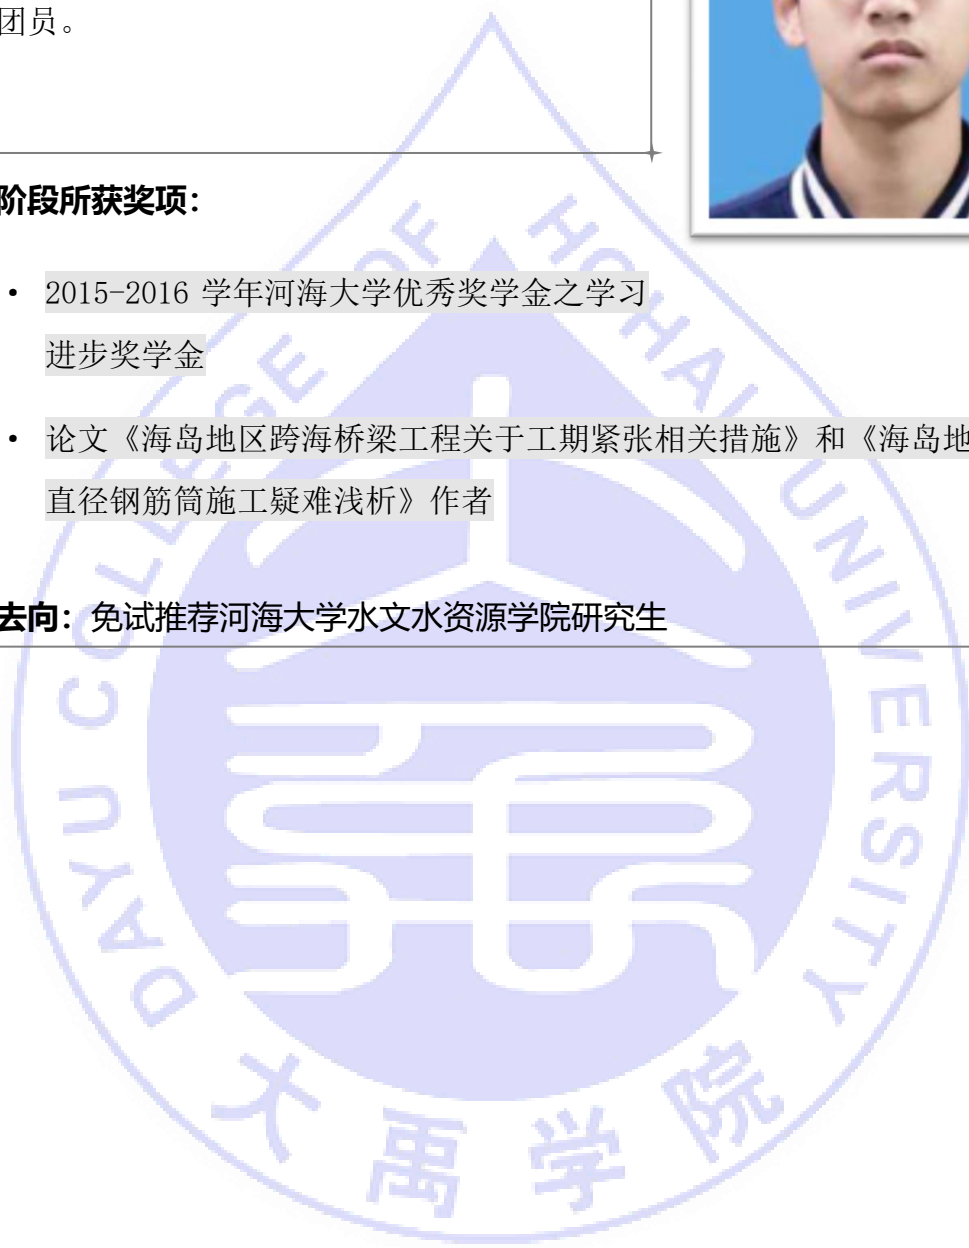 团员。
阶段所获奖项：
• 2015-2016 学年河海大学优秀奖学金之学习
进步奖学金
• 论文《海岛地区跨海桥梁工程关于工期紧张相关措施》和《海岛地
直径钢筋筒施工疑难浅析》作者
去向：免试推荐河海大学水文水资源学院研究生
DAYU COLLEGE OF HOHAI UNIVERSITY
大禹学院